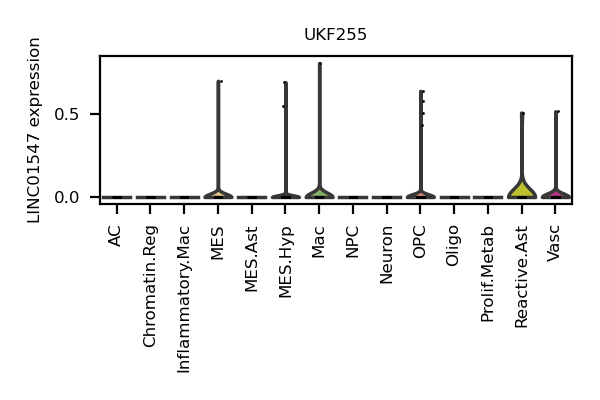 UKF255
LINC01547 expression
0.5
0.0
AC
Chromatin.Reg
Inflammatory.Mac
MES
MES.Ast
MES.Hyp
Mac
NPC
Neuron
OPC
Oligo
Prolif.Metab
Reactive.Ast
Vasc